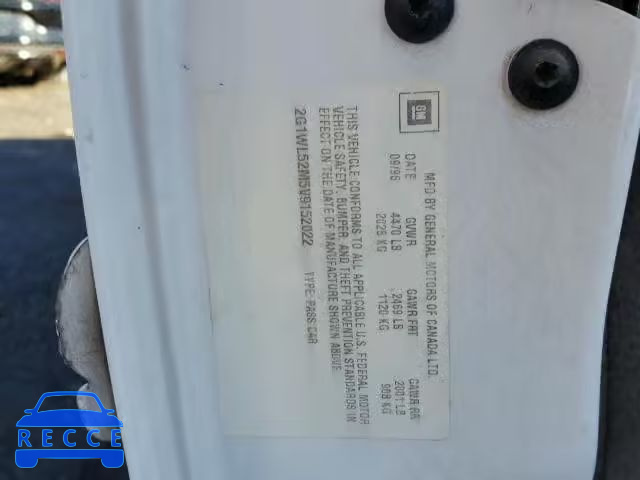 GM
MFD BY GENERAL MOTORS OF CANADA LTD.
DATE GVWR GAWR FRT GAWR RR
09/96 4470 LB 2469 LB 2001 LB
2028 KG 1120 KG 908 KG
THIS VEHICLE CONFORMS TO ALL APPLICABLE U.S. FEDERAL MOTOR
VEHICLE SAFETY, BUMPER, AND THEFT PREVENTION STANDARDS IN
EFFECT ON THE DATE OF MANUFACTURE SHOWN ABOVE
2G1WL52M5V9152022 TYPE: PASS CAR
RECCE